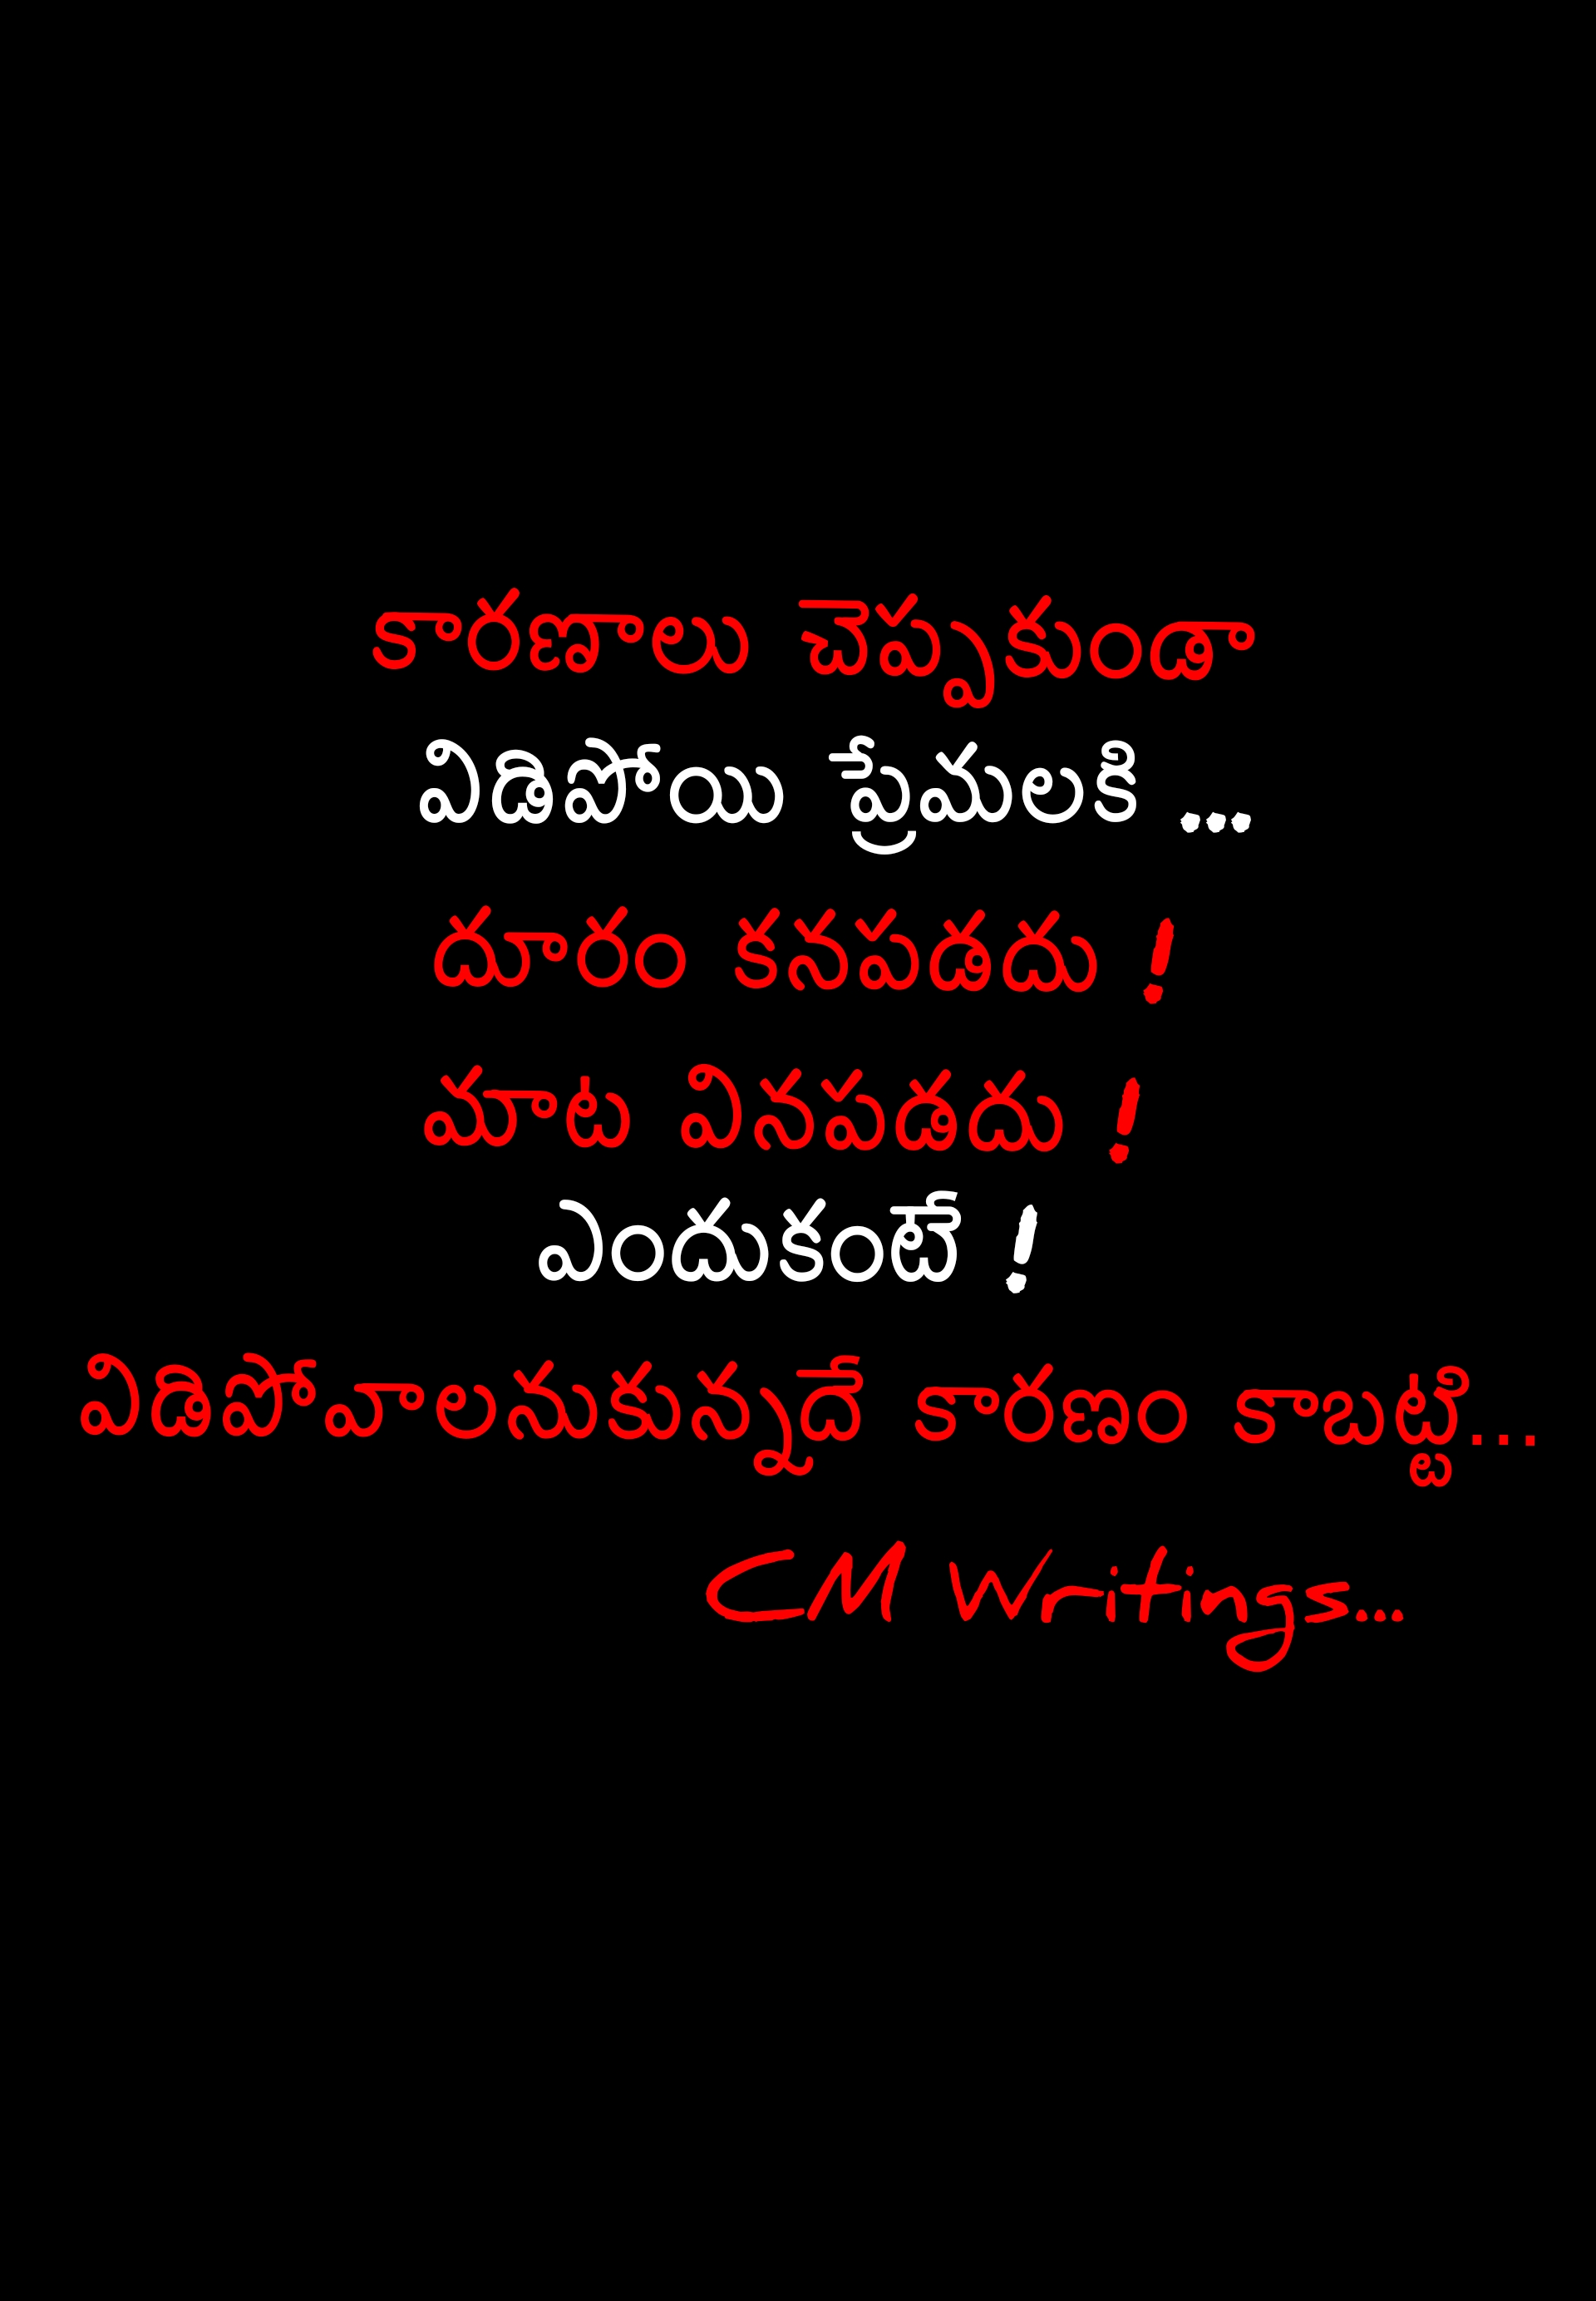 కారణాలు చెప్పకుండా
విడిపోయి ప్రేమలకి ...
దూరం కనపడదు !
మాట వినపడదు !
ఎందుకంటే !
విడిపోవాలనుకున్నదే కారణం కాబట్టి...
CM Writings...